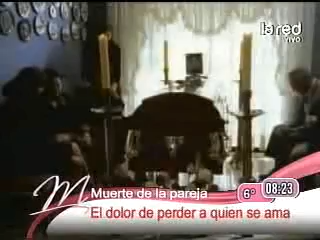 la red
VIVO
M
Muerte de la pareja
6°
08:23
El dolor de perder a quien se ama